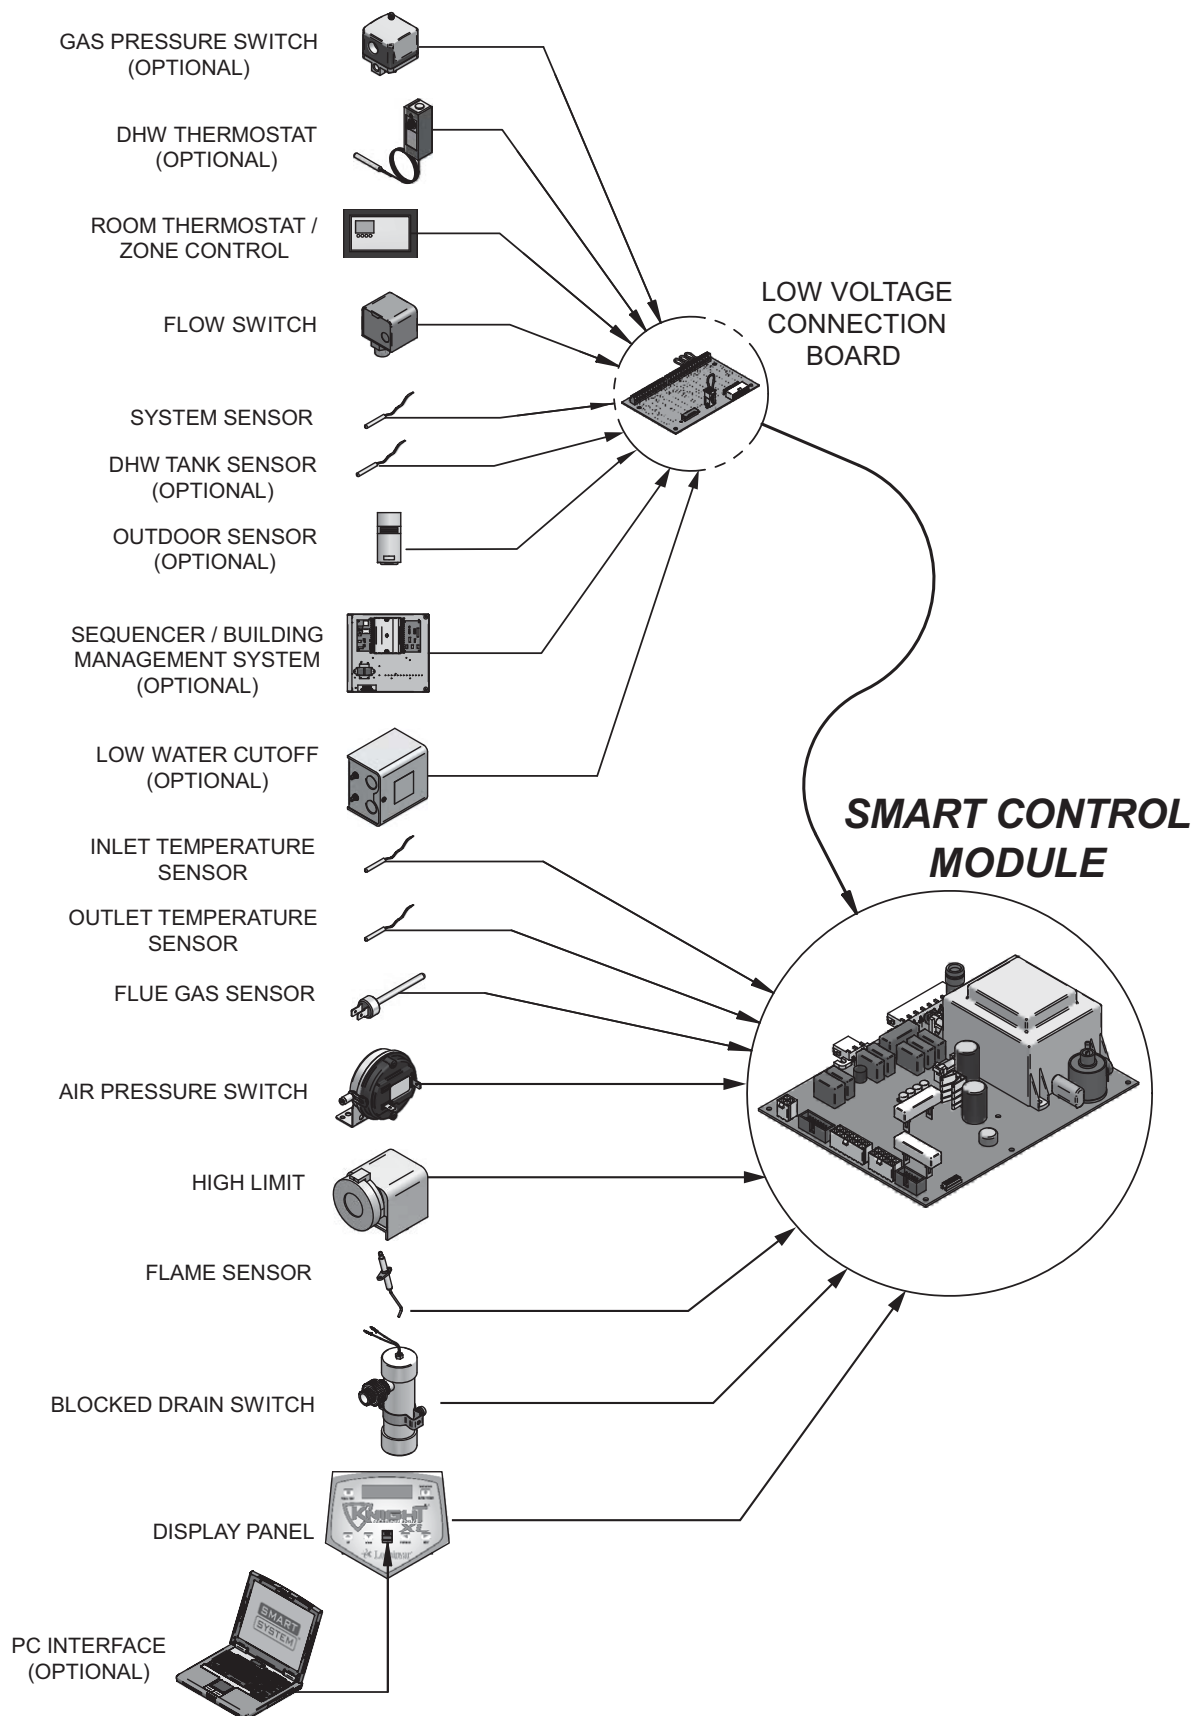 GAS PRESSURE SWITCH
(OPTIONAL)
DHW THERMOSTAT
(OPTIONAL)
ROOM THERMOSTAT /
ZONE CONTROL
FLOW SWITCH
LOW VOLTAGE
CONNECTION
BOARD
SYSTEM SENSOR
DHW TANK SENSOR
(OPTIONAL)
OUTDOOR SENSOR
(OPTIONAL)
SEQUENCER / BUILDING
MANAGEMENT SYSTEM
(OPTIONAL)
LOW WATER CUTOFF
(OPTIONAL)
SMART CONTROL
MODULE
INLET TEMPERATURE
SENSOR
OUTLET TEMPERATURE
SENSOR
FLUE GAS SENSOR
AIR PRESSURE SWITCH
HIGH LIMIT
FLAME SENSOR
BLOCKED DRAIN SWITCH
KNIGHT
XL
Lochinvar
DISPLAY PANEL
SMART
SYSTEM
PC INTERFACE
(OPTIONAL)